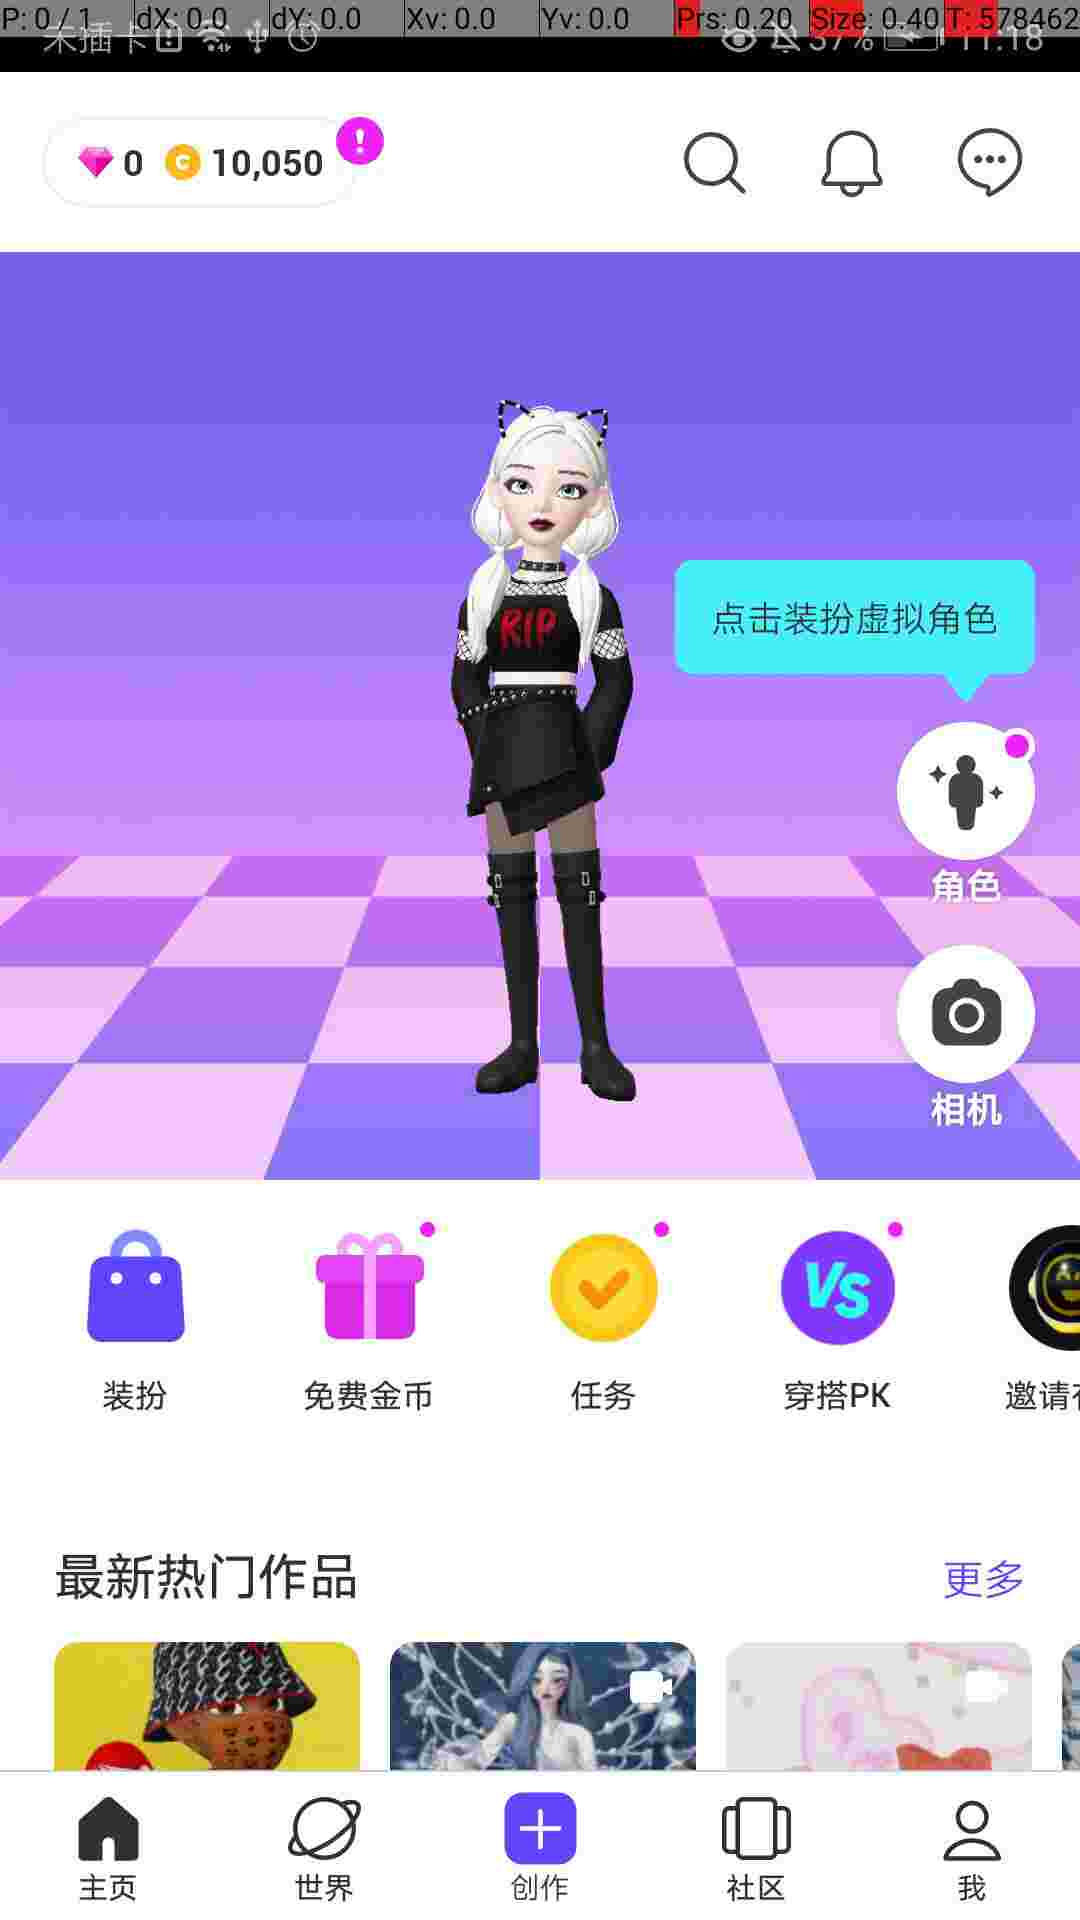 P: 0 / 1 dX: 0.0 dY: 0.0 Xv: 0.0 Yv: 0.0 Prs: 0.20 Size: 0.40 T: 578462
未插卡 37% 11:18
0 C 10,050 !
RIP
点击装扮虚拟角色
角色
相机
VS
装扮 免费金币 任务 穿搭PK 邀请
最新热门作品 更多
主页 世界 创作 社区 我